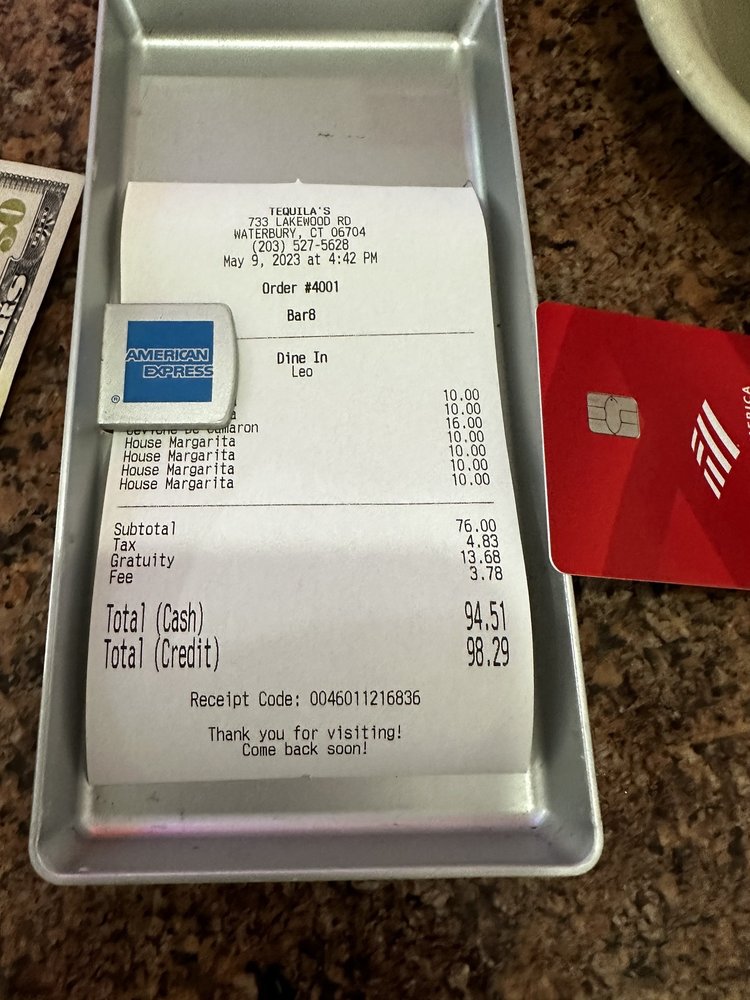 TEQUILA'S
733 LAKEWOOD RD
WATERBURY, CT 06704
(203) 527-5628
May 9, 2023 at 4:42 PM
Order #4001
Bar8
AMERICAN
EXPRESS®
Dine In
Leo
10.00
10.00
Camaron 16.00
House Margarita 10.00
House Margarita 10.00
House Margarita 10.00
House Margarita 10.00
Subtotal 76.00
Tax 4.83
Gratuity 13.68
Fee 3.78
Total (Cash) 94.51
Total (Credit) 98.29
Receipt Code: 0046011216836
Thank you for visiting!
Come back soon!